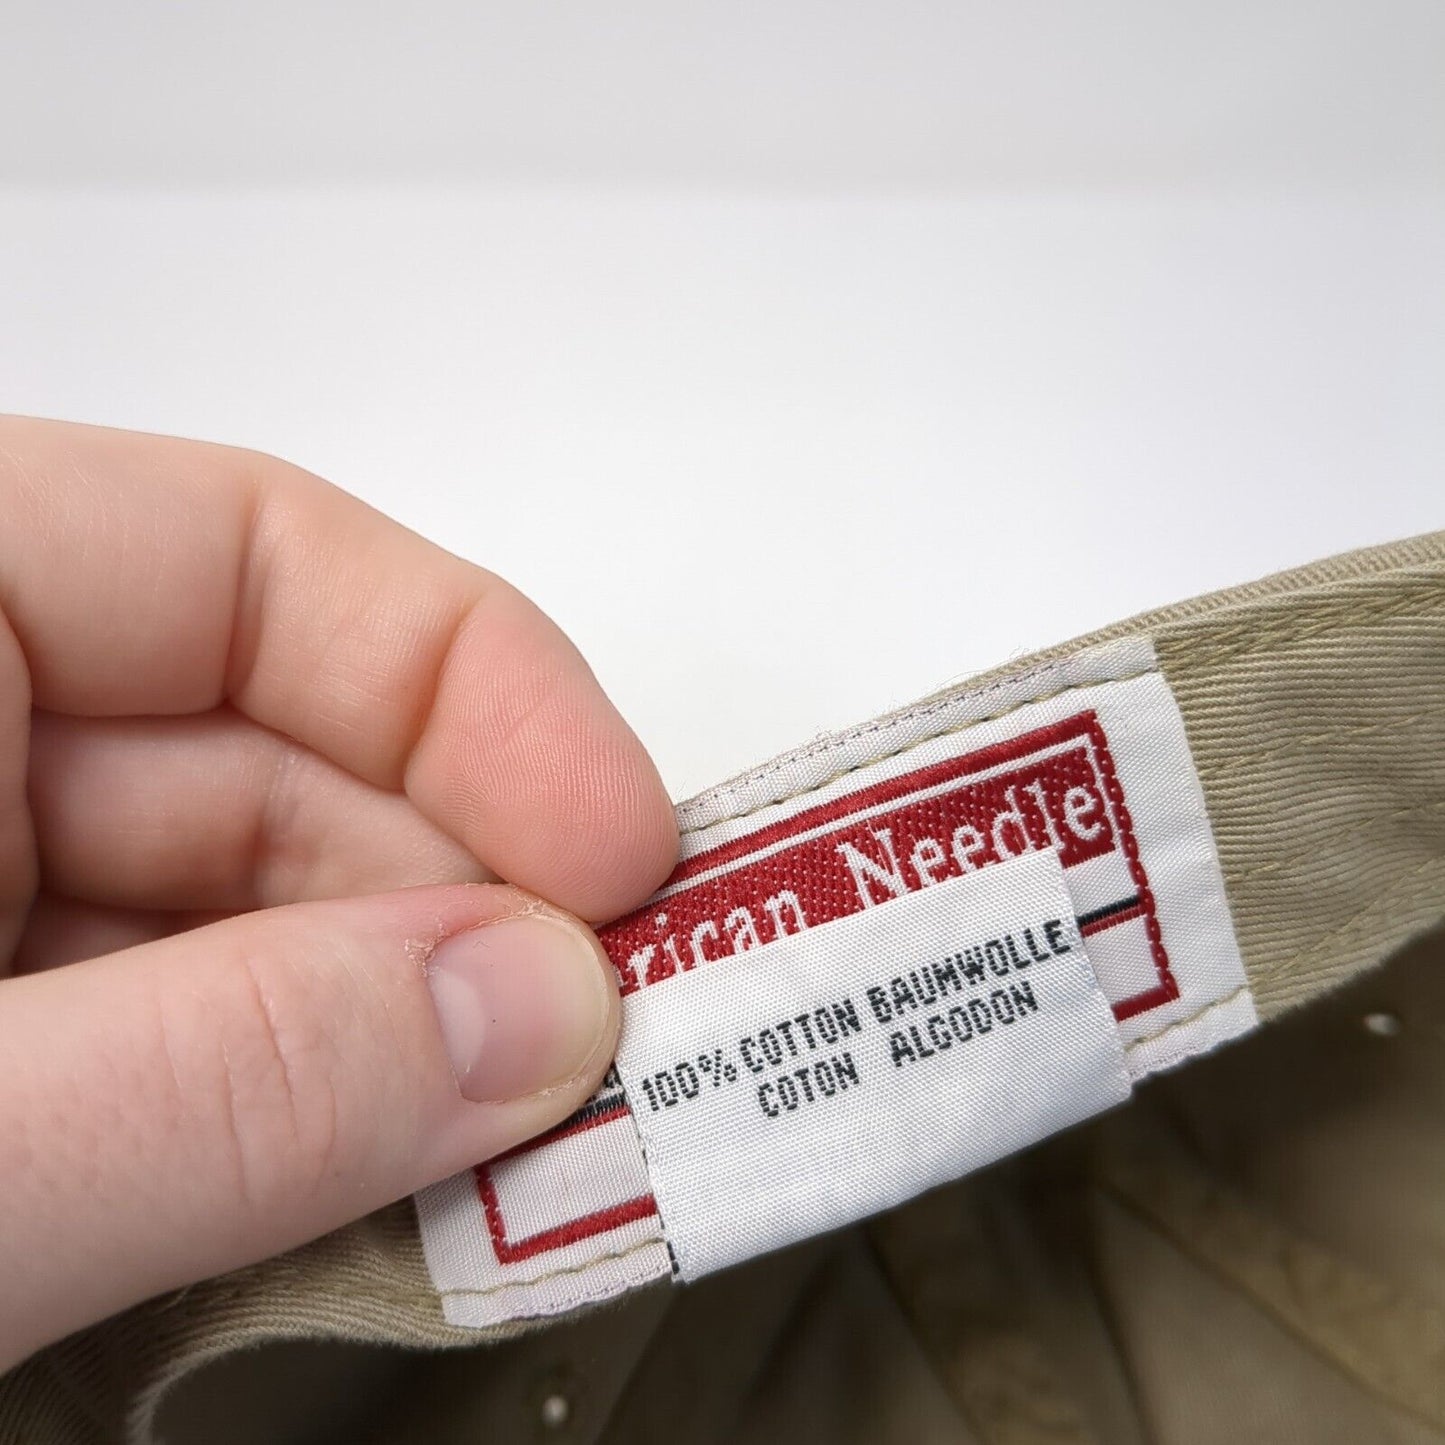 rican Needle
100% COTTON BAUMWOLLE
COTON ALGODON